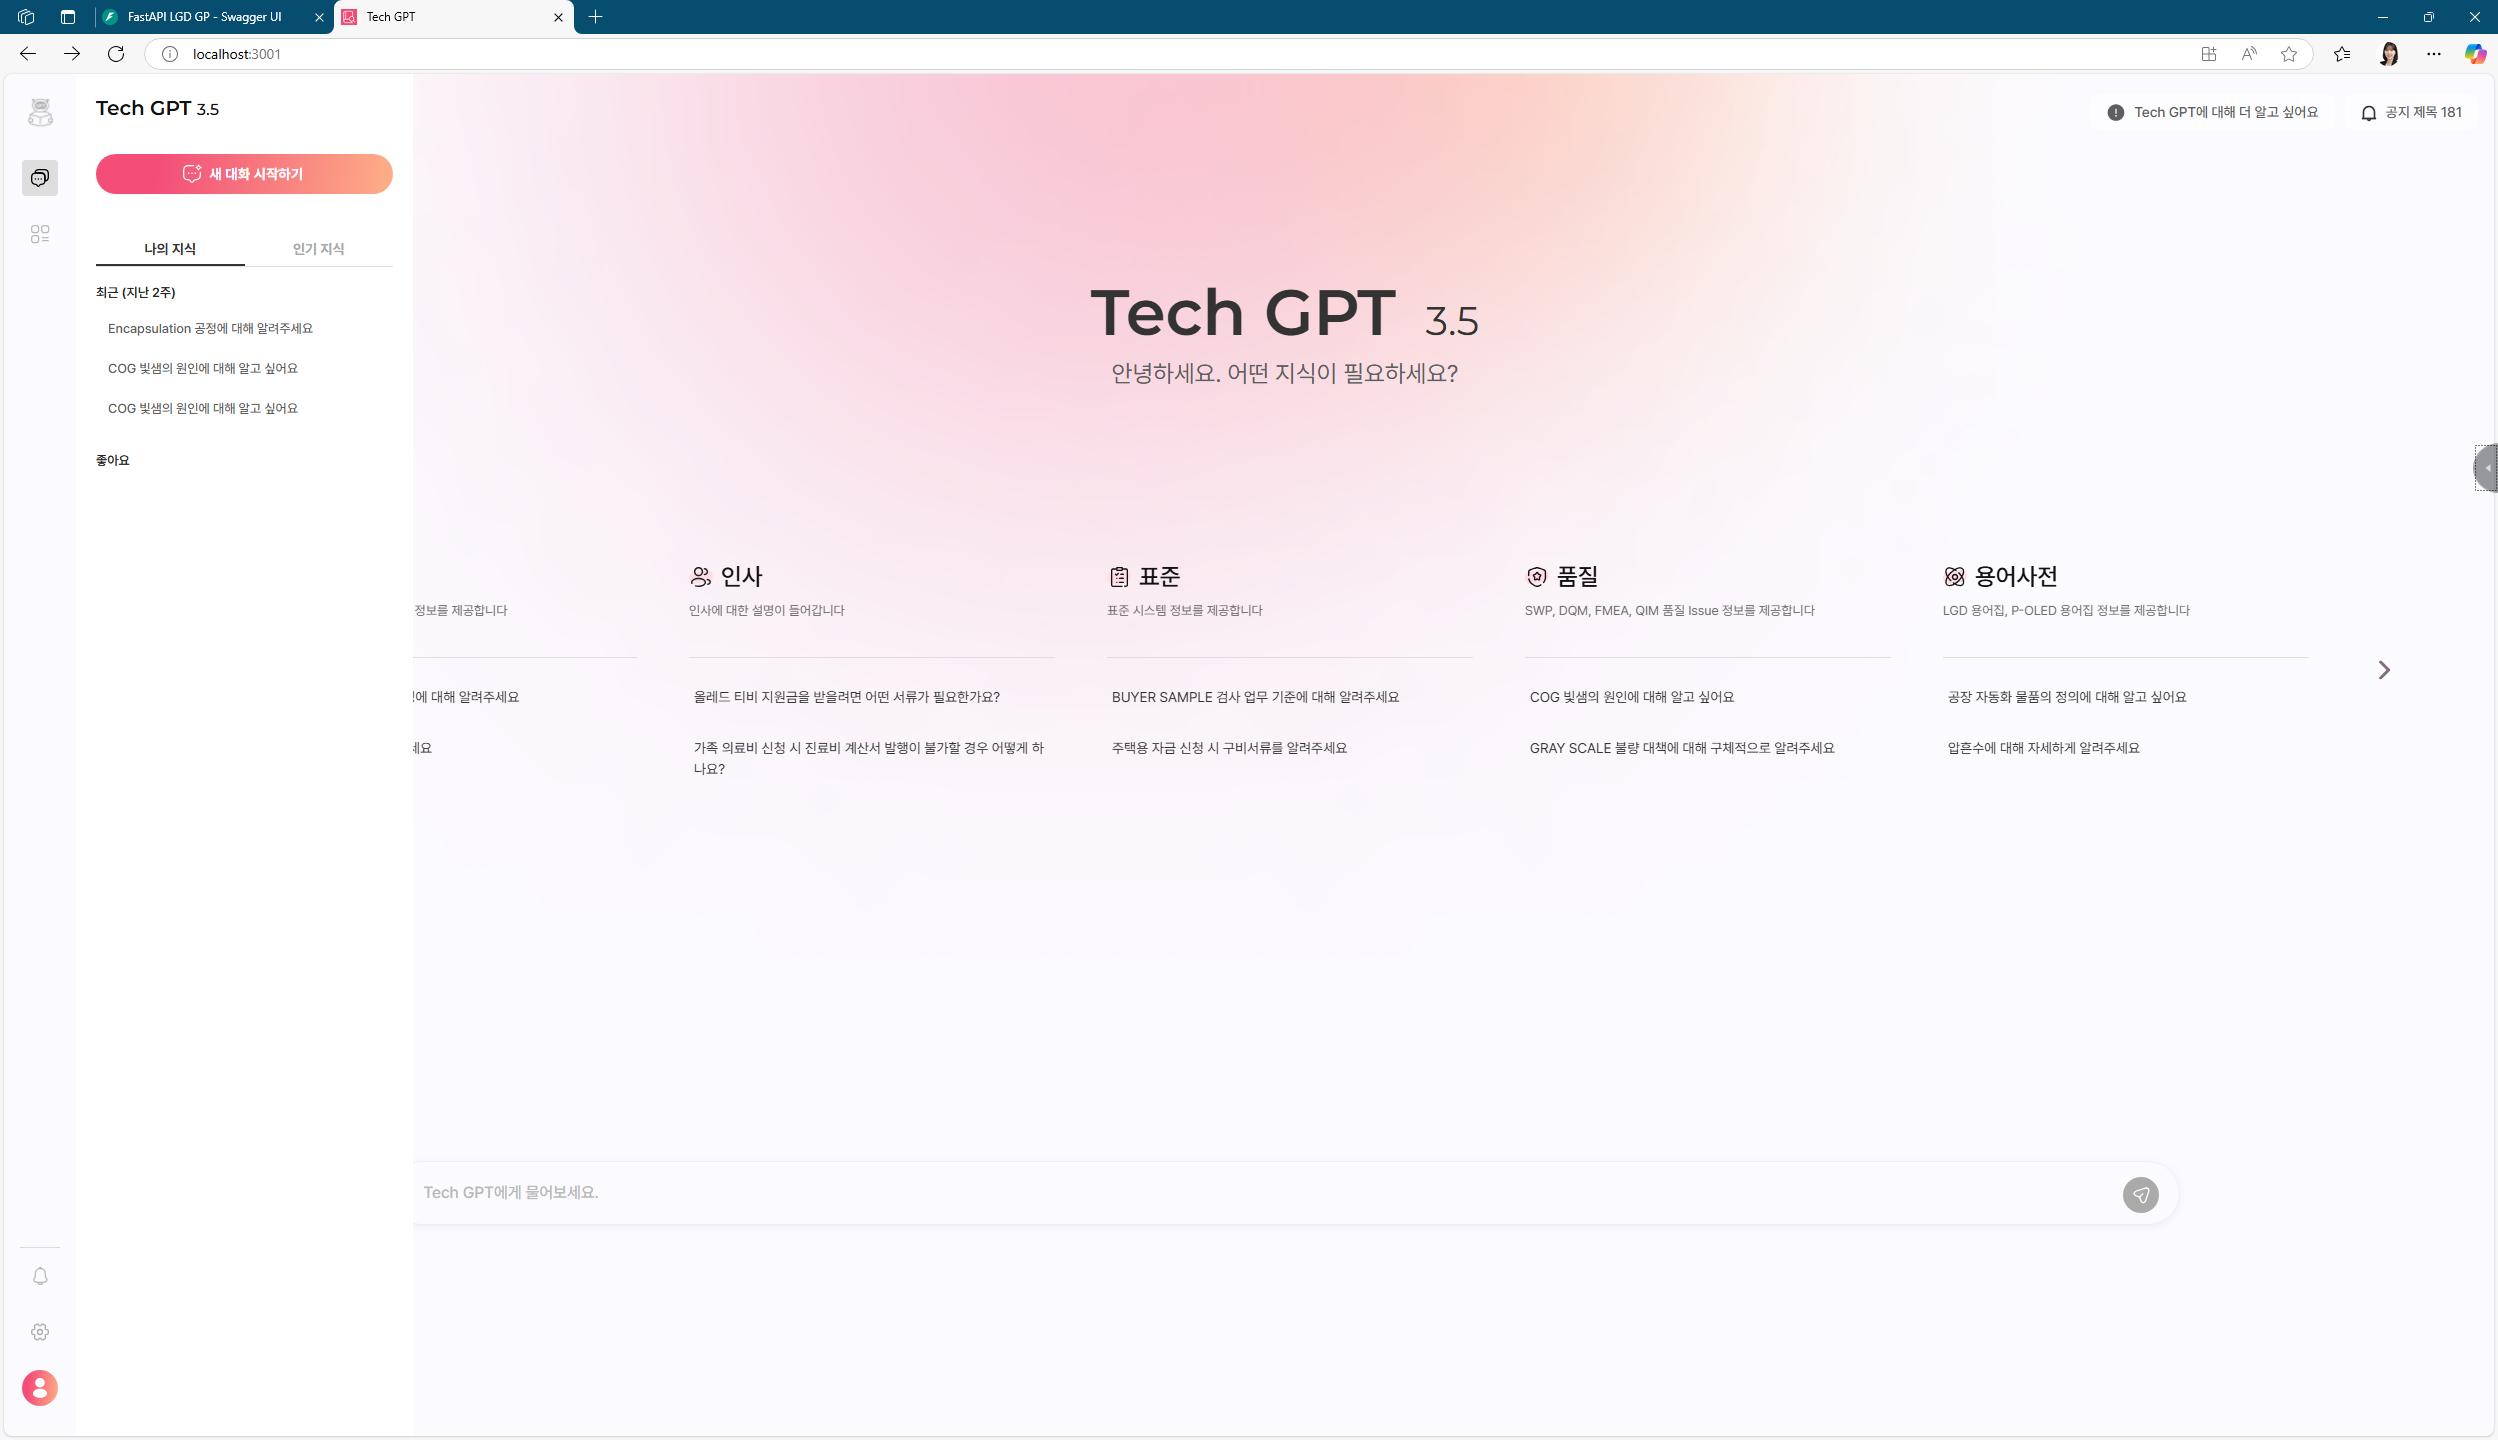 FastAPI LGD GP - Swagger UI
Tech GPT
localhost:3001
Tech GPT 3.5
새 대화 시작하기
나의 지식
인기 지식
최근 (지난 2주)
Encapsulation 공정에 대해 알려주세요
COG 빛샘의 원인에 대해 알고 싶어요
COG 빛샘의 원인에 대해 알고 싶어요
좋아요
Tech GPT에 대해 더 알고 싶어요
공지 제목 181
Tech GPT 3.5
안녕하세요. 어떤 지식이 필요하세요?
정보를 제공합니다
에 대해 알려주세요
세요
인사
인사에 대한 설명이 들어갑니다
올레드 티비 지원금을 받을려면 어떤 서류가 필요한가요?
가족 의료비 신청 시 진료비 계산서 발행이 불가할 경우 어떻게 하
나요?
표준
표준 시스템 정보를 제공합니다
BUYER SAMPLE 검사 업무 기준에 대해 알려주세요
주택용 자금 신청 시 구비서류를 알려주세요
품질
SWP, DQM, FMEA, QIM 품질 Issue 정보를 제공합니다
COG 빛샘의 원인에 대해 알고 싶어요
GRAY SCALE 불량 대책에 대해 구체적으로 알려주세요
용어사전
LGD 용어집, P-OLED 용어집 정보를 제공합니다
공장 자동화 물품의 정의에 대해 알고 싶어요
압흔수에 대해 자세하게 알려주세요
Tech GPT에게 물어보세요.